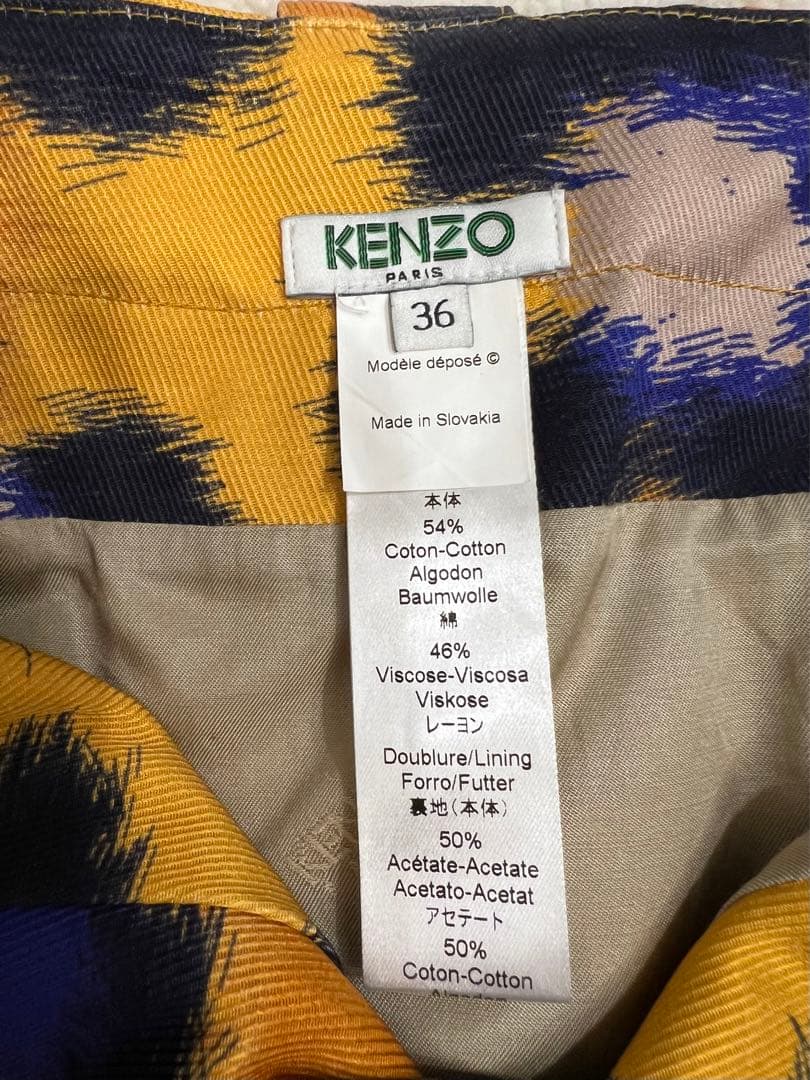 KENZO
PARIS
36
Modèle déposé ©
Made in Slovakia
本体
54%
Coton-Cotton
Algodon
Baumwolle
綿
46%
Viscose-Viscosa
Viskose
レーヨン
Doublure/Lining
Forro/Futter
裏地(本体)
50%
Acétate-Acetate
Acetato-Acetat
アセテート
50%
Coton-Cotton